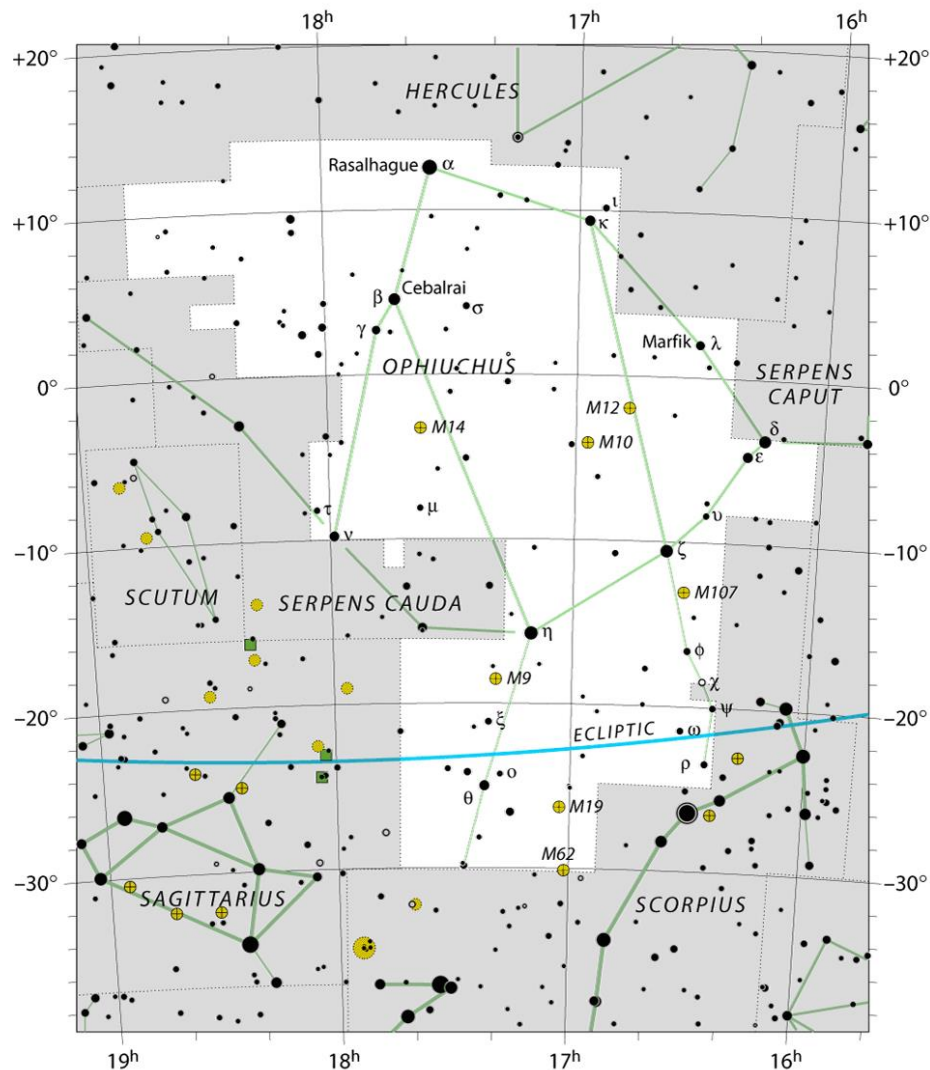 18h 17h 16h
+20° +20°
HERCULES
Rasalhague α
ι
+10° κ +10°
β Cebalrai
σ
γ
Marfik λ
OPHIUCHUS
SERPENS
CAPUT
0° 0°
M12
M14 M10
δ
ε
τ μ υ
ν
−10° ζ −10°
SCUTUM SERPENS CAUDA M107
η
φ
M9 χ
ψ
−20° ξ ECLIPTIC ω −20°
ρ
ο
θ
M19
M62
−30° −30°
SAGITTARIUS SCORPIUS
19h 18h 17h 16h